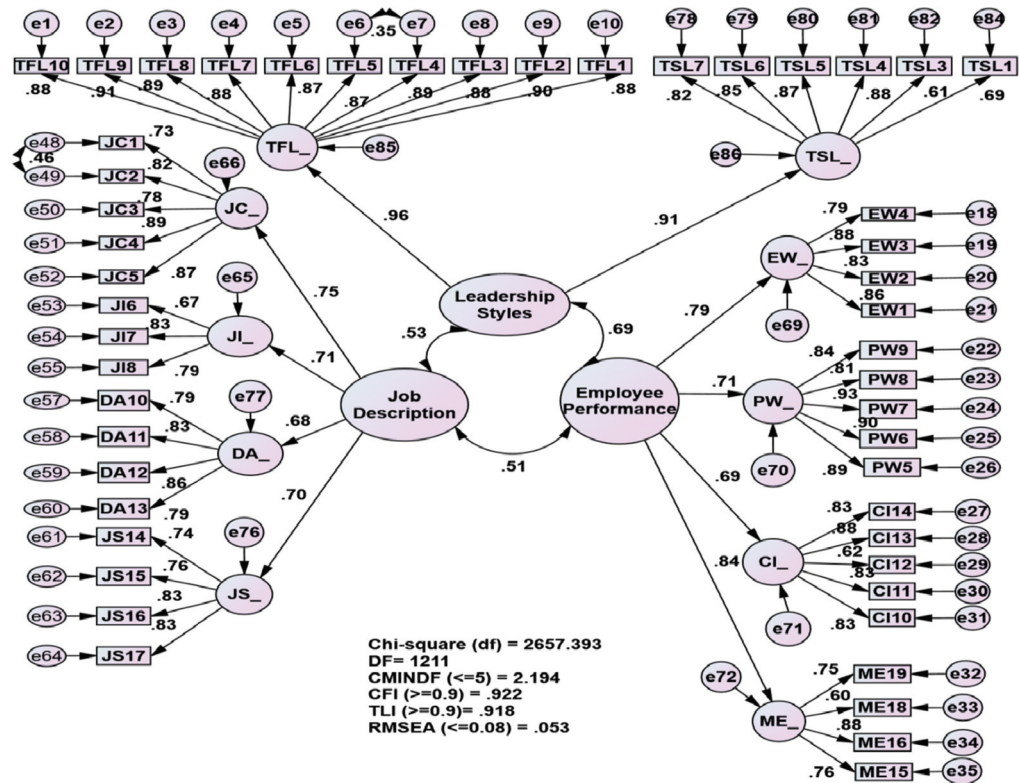 e1 e2 e3 e4 e5 e6 e7 e8 e9 e10 e78 e79 e80 e81 e82 e84
.35
TFL10 TFL9 TFL8 TFL7 TFL6 TFL5 TFL4 TFL3 TFL2 TFL1 TSL7 TSL6 TSL5 TSL4 TSL3 TSL1
.88 .91 .89 .88 .87 .87 .89 .88 .90 .88 .82 .85 .87 .88 .61 .69
TFL_ e85 e86 TSL_
e48 JC1 .73
.46
e49 JC2 .82 e66
e50 JC3 .78 JC_
e51 JC4 .89
e52 JC5 .87
.96 .91
e53 JI6 .67 e65
e54 JI7 .83 JI_
e55 JI8 .79
.75
.71
Leadership
Styles
.53 .69
.79
EW_ .79 EW4 e18
.88 EW3 e19
.83 EW2 e20
.86 EW1 e21
e69
e57 DA10 .79 e77
e58 DA11 .83
e59 DA12 DA_
.86
e60 DA13
.79
.68
Job
Description
Employee
Performance
.51
.71
PW_ .84 PW9 e22
.81 PW8 e23
.93 PW7 e24
.90 PW6 e25
.89 PW5 e26
e70
e61 JS14 .74 e76
e62 JS15 .76
e63 JS16 .83 JS_
e64 JS17 .83
.70
.69
CI_ .83 CI14 e27
.88 CI13 e28
.62 CI12 e29
.83 CI11 e30
.83 CI10 e31
e71
.84
e72 ME_
.75 ME19 e32
.60 ME18 e33
.88 ME16 e34
.76 ME15 e35
Chi-square (df) = 2657.393
DF= 1211
CMINDF (<=5) = 2.194
CFI (>=0.9) = .922
TLI (>=0.9)= .918
RMSEA (<=0.08) = .053